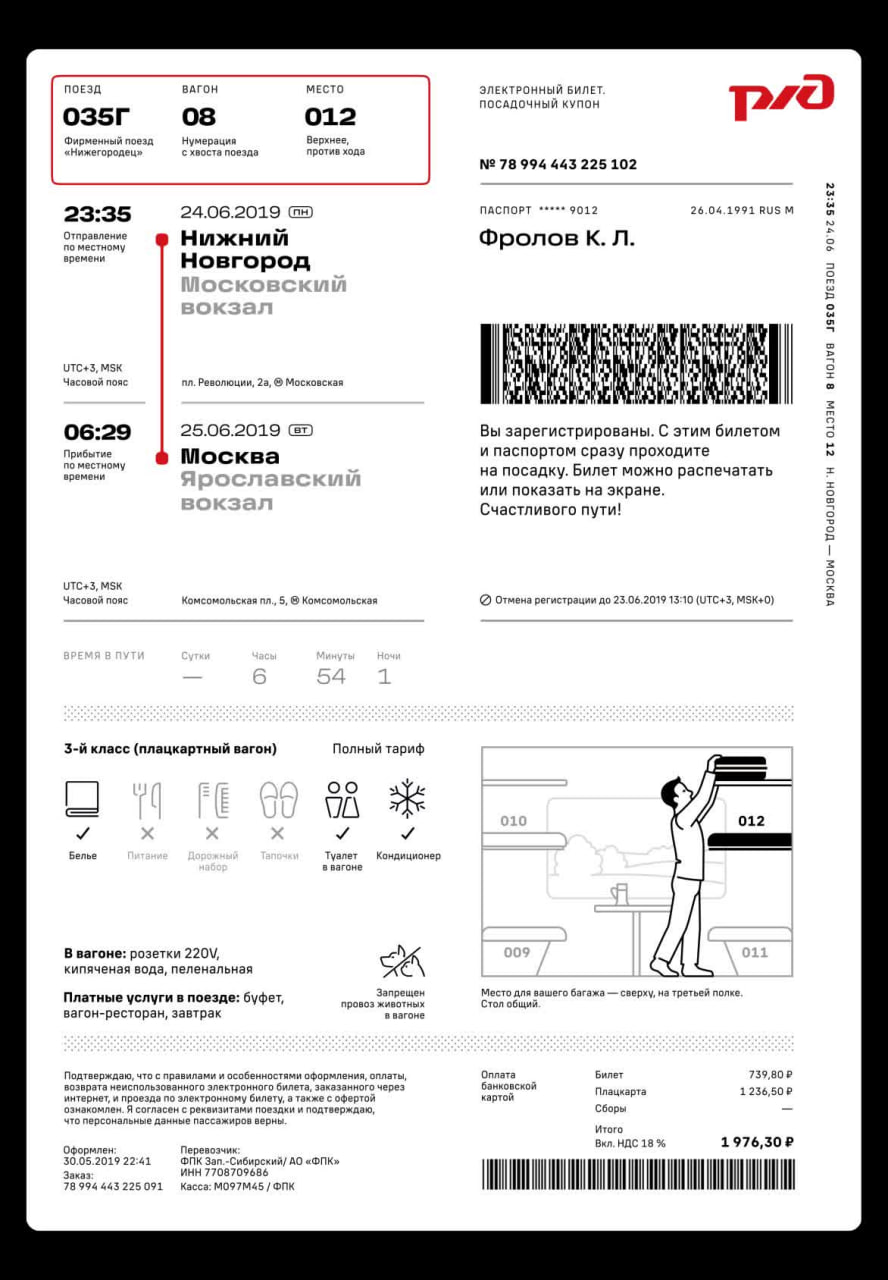 ПОЕЗД
035Г
Фирменный поезд
«Нижегородец»
ВАГОН
08
Нумерация
с хвоста поезда
МЕСТО
012
Верхнее,
против хода
ЭЛЕКТРОННЫЙ БИЛЕТ.
ПОСАДОЧНЫЙ КУПОН
ржд
№ 78 994 443 225 102
23:35
Отправление
по местному
времени
24.06.2019 ПН
Нижний
Новгород
Московский
вокзал
UTC+3, MSK
Часовой пояс
пл. Революции, 2а, Ⓜ Московская
06:29
Прибытие
по местному
времени
25.06.2019 ВТ
Москва
Ярославский
вокзал
UTC+3, MSK
Часовой пояс
Комсомольская пл., 5, Ⓜ Комсомольская
ПАСПОРТ ***** 9012
26.04.1991 RUS M
Фролов К. Л.
Вы зарегистрированы. С этим билетом
и паспортом сразу проходите
на посадку. Билет можно распечатать
или показать на экране.
Счастливого пути!
Отмена регистрации до 23.06.2019 13:10 (UTC+3, MSK+0)
23:35 24.06 ПОЕЗД 035Г ВАГОН 8 МЕСТО 12 Н. НОВГОРОД — МОСКВА
ВРЕМЯ В ПУТИ
Сутки
—
Часы
6
Минуты
54
Ночи
1
3-й класс (плацкартный вагон)
Полный тариф
Белье
Питание
Дорожный
набор
Тапочки
Туалет
в вагоне
Кондиционер
В вагоне: розетки 220V,
кипяченая вода, пеленальная
Платные услуги в поезде: буфет,
вагон-ресторан, завтрак
Запрещен
провоз животных
в вагоне
010
012
009
011
Место для вашего багажа — сверху, на третьей полке.
Стол общий.
Подтверждаю, что с правилами и особенностями оформления, оплаты,
возврата неиспользованного электронного билета, заказанного через
интернет, и проезда по электронному билету, а также с офертой
ознакомлен. Я согласен с реквизитами поездки и подтверждаю,
что персональные данные пассажиров верны.
Оформлен:
30.05.2019 22:41
Заказ:
78 994 443 225 091
Перевозчик:
ФПК Зап.-Сибирский/ АО «ФПК»
ИНН 7708709686
Касса: М097М45 / ФПК
Оплата
банковской
картой
Билет 739,80 ₽
Плацкарта 1 236,50 ₽
Сборы —
Итого
Вкл. НДС 18 % 1 976,30 ₽